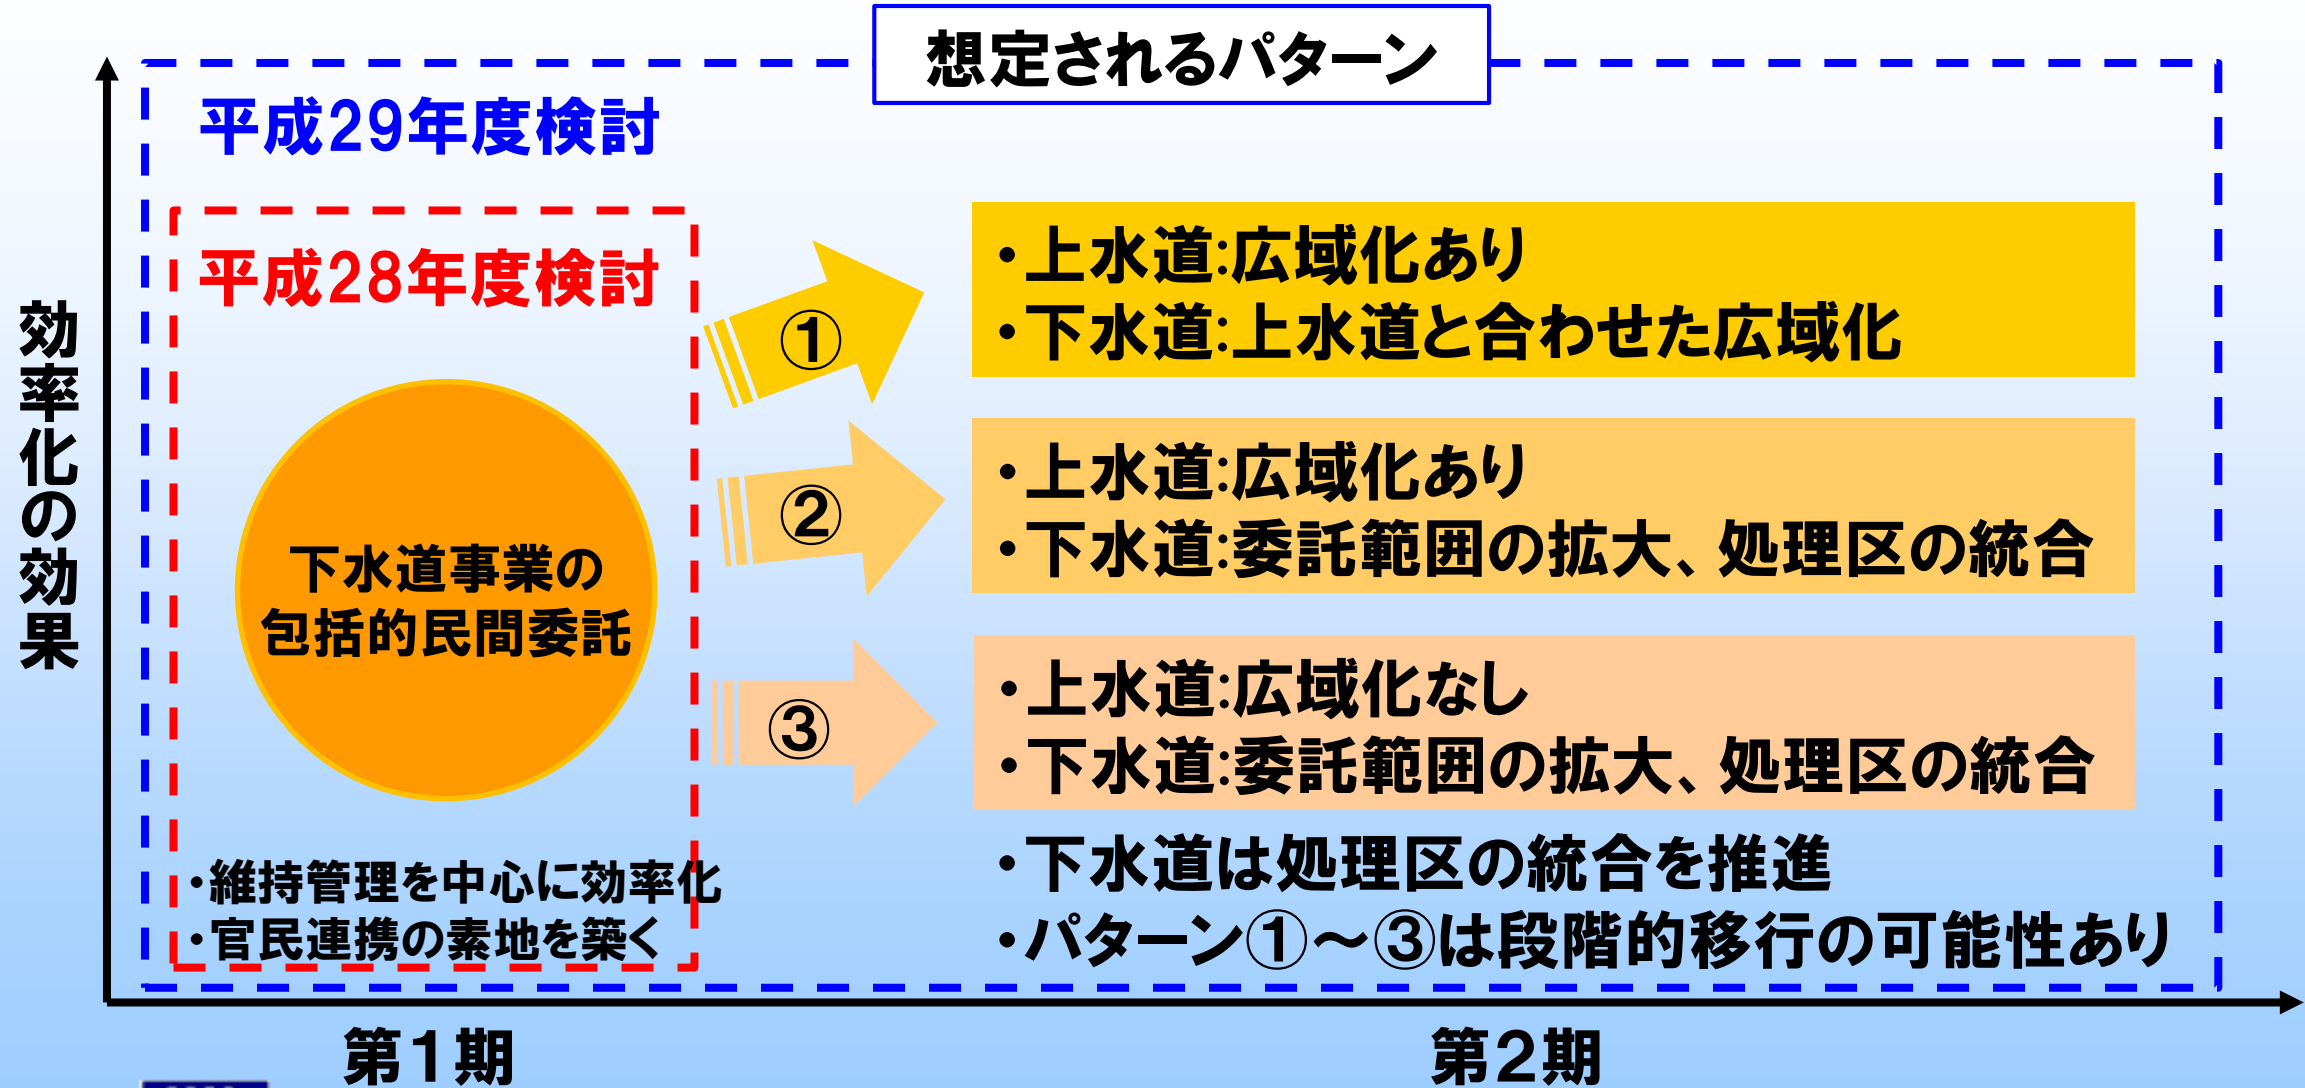 想定されるパターン
平成29年度検討
平成28年度検討
効率化の効果
下水道事業の
包括的民間委託
・維持管理を中心に効率化
・官民連携の素地を築く
①
・上水道:広域化あり
・下水道:上水道と合わせた広域化
②
・上水道:広域化あり
・下水道:委託範囲の拡大、処理区の統合
③
・上水道:広域化なし
・下水道:委託範囲の拡大、処理区の統合
・下水道は処理区の統合を推進
・パターン①～③は段階的移行の可能性あり
第1期
第2期